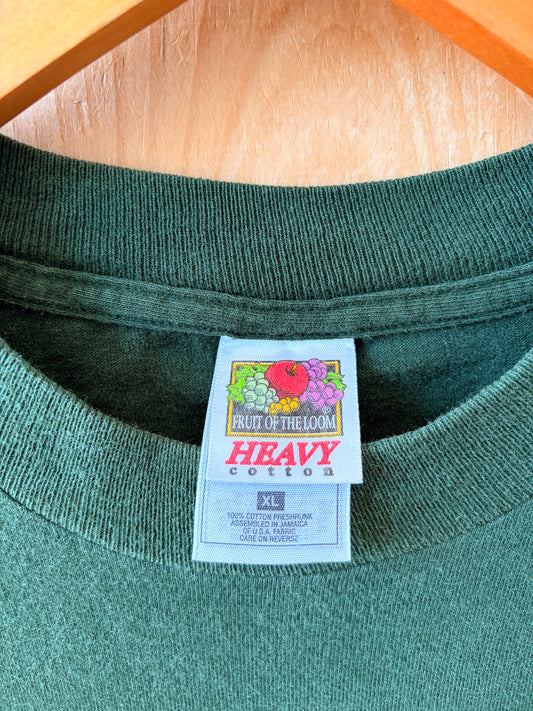 FRUIT OF THE LOOM
®
HEAVY
cotton
XL
100% COTTON PRESHRUNK
ASSEMBLED IN JAMAICA
OF U.S.A. FABRIC
CARE ON REVERSE